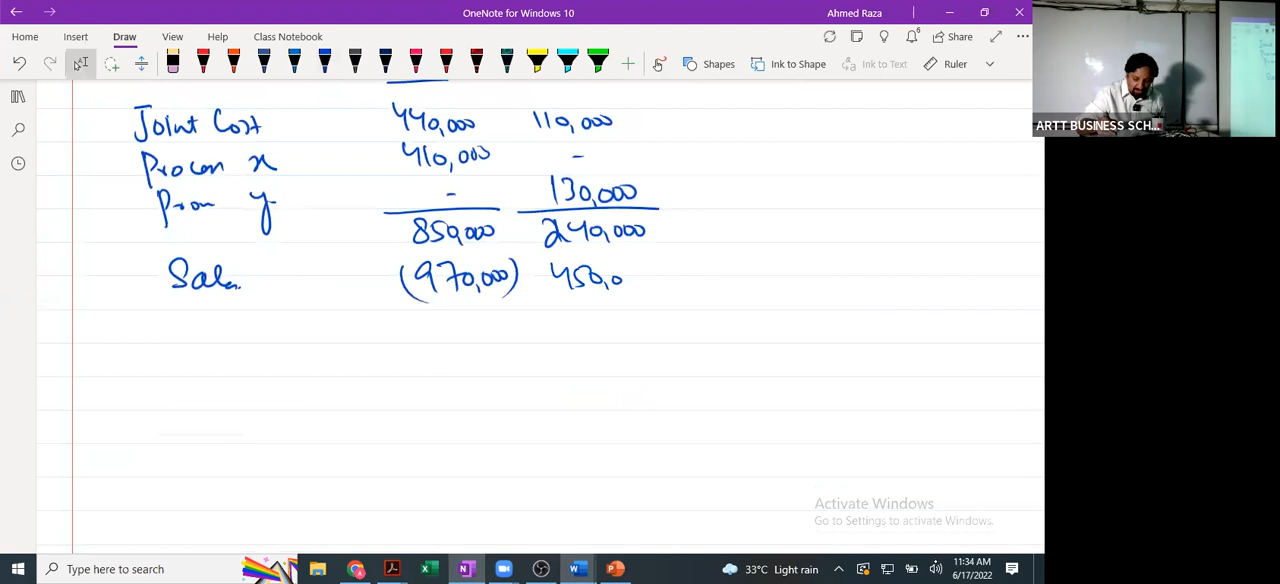 OneNote for Windows 10
Ahmed Raza
Home Insert Draw View Help Class Notebook
6 Share
Shapes Ink to Shape Ink to Text Ruler
ARTT BUSINESS SCH...
Joint Cost 440,000 110,000
Process x 410,000 -
y - 130,000
850,000 240,000
(970,000) 450,0
Activate Windows
Go to Settings to activate Windows.
Type here to search
33°C Light rain
11:34 AM
6/17/2022